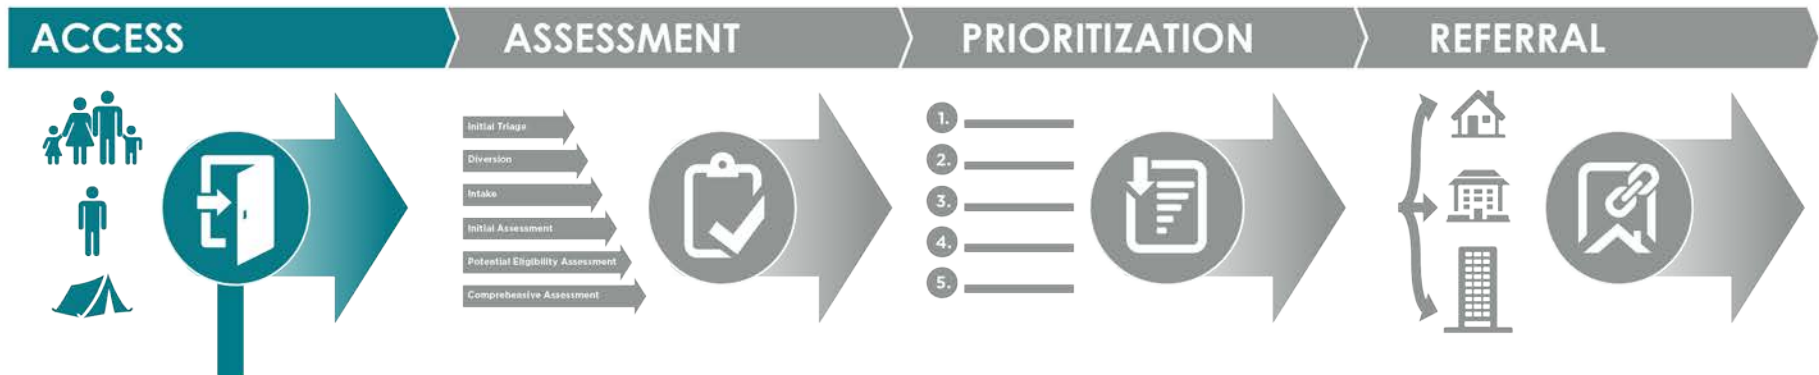 ACCESS
ASSESSMENT
PRIORITIZATION
REFERRAL
Initial Triage
Diversion
Intake
Initial Assessment
Potential Eligibility Assessment
Comprehensive Assessment
1.
2.
3.
4.
5.